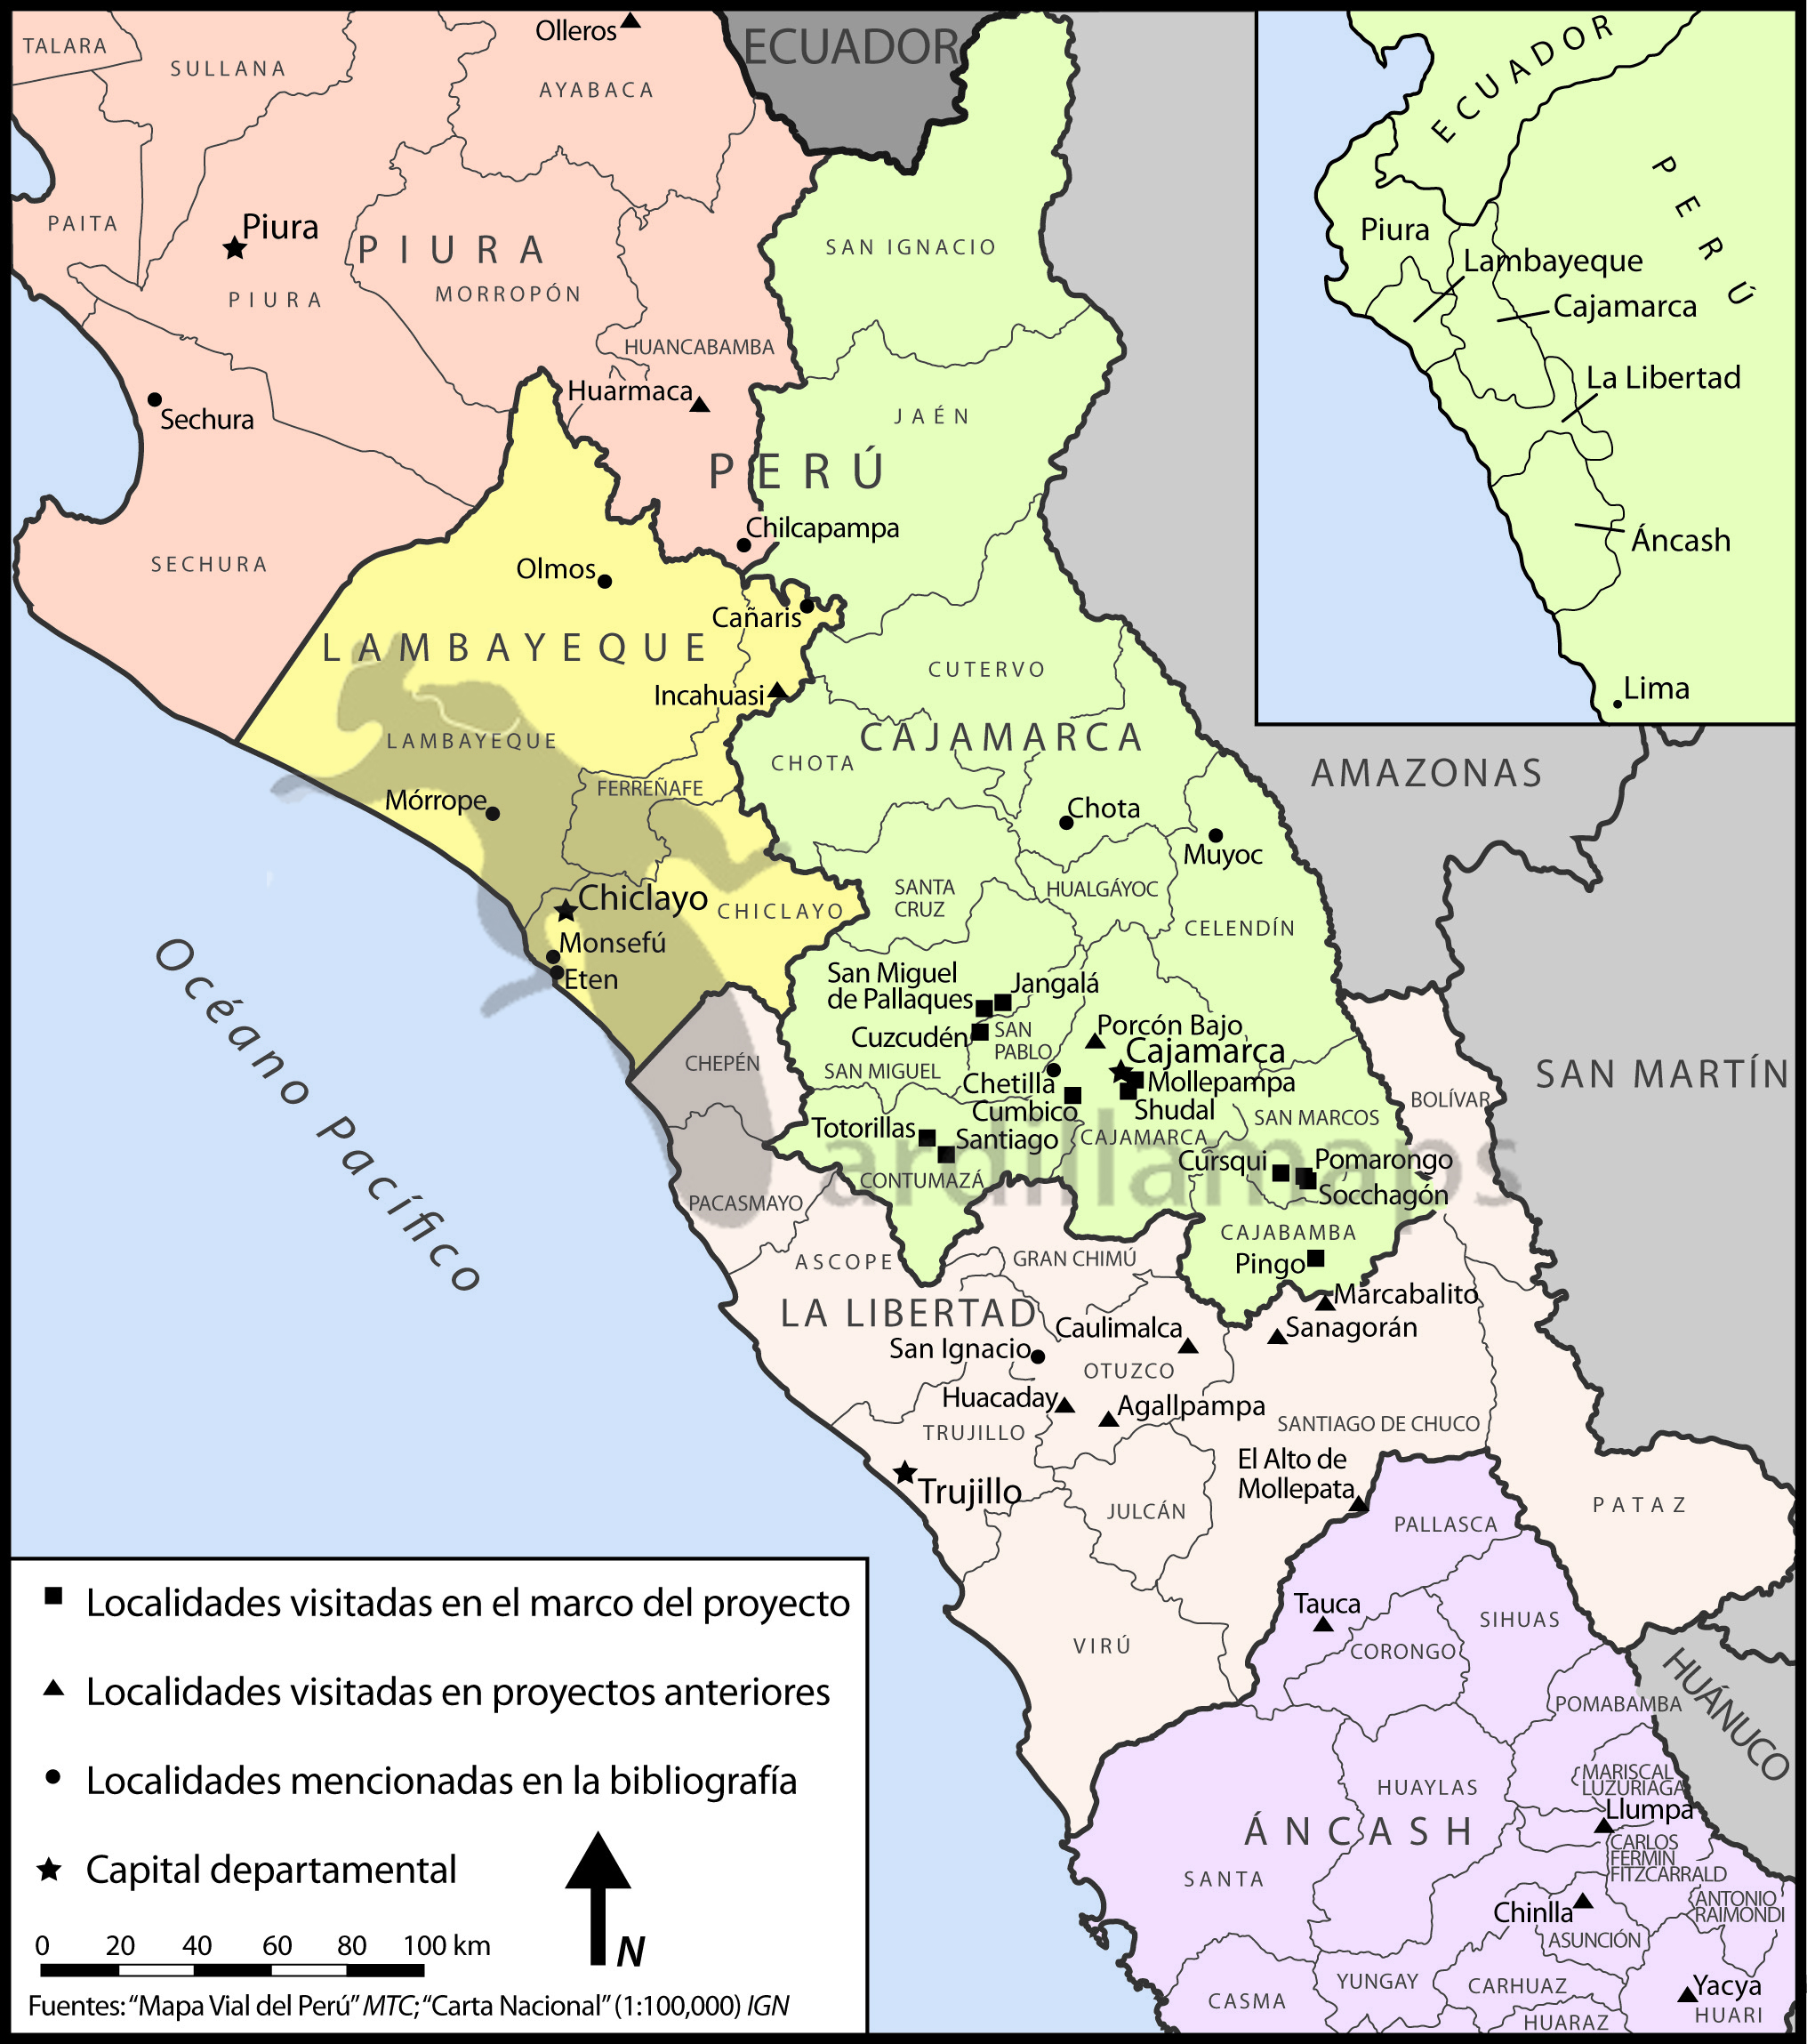 Olleros
ECUADOR
TALARA
SULLANA
AYABACA
PAITA
Piura
PIURA
PIURA
MORROPÓN
SAN IGNACIO
HUANCABAMBA
Huarmaca
Sechura
JAÉN
PERÚ
Chilcapampa
SECHURA
Olmos
Cañaris
LAMBAYEQUE
CUTERVO
Incahuasi
LAMBAYEQUE
CAJAMARCA
CHOTA
FERREÑAFE
Mórrope
Chota
Muyoc
SANTA
CRUZ
HUALGÁYOC
Chiclayo
CHICLAYO
CELENDÍN
Monsefú
Eten
San Miguel
de Pallaques
Jangalá
Cuzcudén
SAN
PABLO
Porcón Bajo
Cajamarca
CHEPÉN
SAN MIGUEL
Chetilla
Mollepampa
Cumbico
Shudal
SAN MARCOS
BOLÍVAR
Totorillas
Santiago
CAJAMARCA
ardillamaps
Cursqui
Pomarongo
CONTUMAZÁ
Socchagón
PACASMAYO
CAJABAMBA
ASCOPE
GRAN CHIMÚ
Pingo
Marcabalito
LA LIBERTAD
Caulimalca
Sanagorán
San Ignacio
OTUZCO
Huacaday
Agallpampa
TRUJILLO
SANTIAGO DE CHUCO
El Alto de
Mollepata
Trujillo
JULCÁN
PATAZ
PALLASCA
Tauca
SIHUAS
VIRÚ
CORONGO
HUÁNUCO
POMABAMBA
MARISCAL
LUZURIAGA
HUAYLAS
Llumpa
ÁNCASH
CARLOS
FERMÍN
FITZCARRALD
SANTA
ANTONIO
RAIMONDI
Chinlla
ASUNCIÓN
YUNGAY
CARHUAZ
Yacya
CASMA
HUARI
HUARAZ
AMAZONAS
SAN MARTÍN
Océano Pacífico
ECUADOR
PERÚ
Piura
Lambayeque
Cajamarca
La Libertad
Áncash
Lima
Localidades visitadas en el marco del proyecto
Localidades visitadas en proyectos anteriores
Localidades mencionadas en la bibliografía
Capital departamental
0 20 40 60 80 100 km
N
Fuentes: “Mapa Vial del Perú” MTC; “Carta Nacional” (1:100,000) IGN